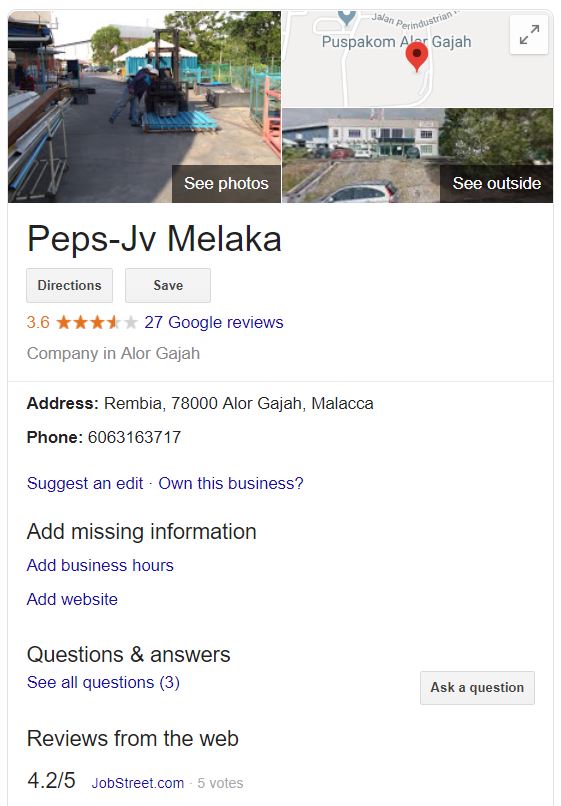 Jalan Perindustrian
Puspakom Alor Gajah
See photos
See outside
Peps-Jv Melaka
Directions
Save
3.6 27 Google reviews
Company in Alor Gajah
Address: Rembia, 78000 Alor Gajah, Malacca
Phone: 6063163717
Suggest an edit · Own this business?
Add missing information
Add business hours
Add website
Questions & answers
See all questions (3)
Ask a question
Reviews from the web
4.2/5 JobStreet.com · 5 votes